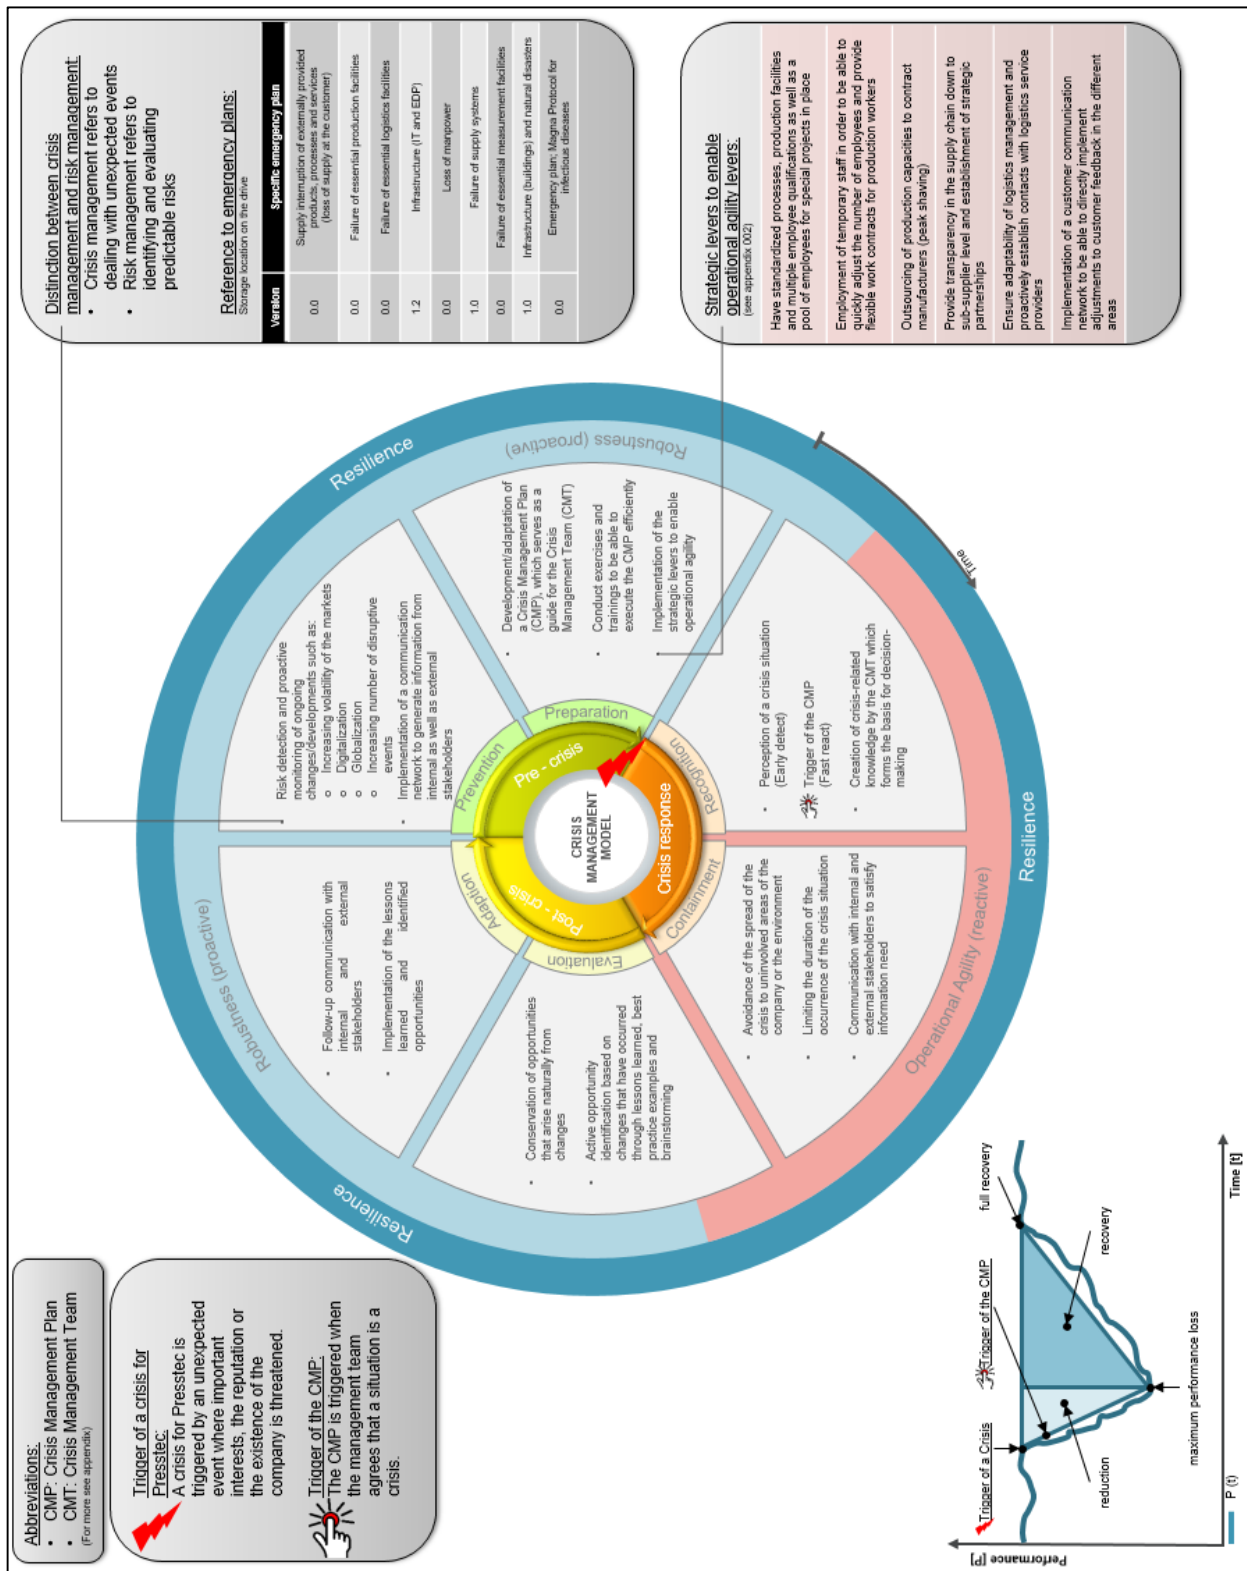 Abbreviations:
• CMP: Crisis Management Plan
• CMT: Crisis Management Team
(For more see appendix)
Trigger of a crisis for
Presstec:
A crisis for Presstec is
triggered by an unexpected
event where important
interests, the reputation or
the existence of the
company is threatened.
Trigger of the CMP:
The CMP is triggered when
the management team
agrees that a situation is a
crisis.
Distinction between crisis
management and risk management:
• Crisis management refers to
dealing with unexpected events
• Risk management refers to
identifying and evaluating
predictable risks
Reference to emergency plans:
Storage location on the drive
Version Specific emergency plan
0.0 Supply interruption of externally provided
products, processes and services
(loss of supply at the customer)
0.0 Failure of essential production facilities
0.0 Failure of essential logistics facilities
1.2 Infrastructure (IT and EDP)
0.0 Loss of manpower
1.0 Failure of supply systems
0.0 Failure of essential measurement facilities
1.0 Infrastructure (buildings) and natural disasters
0.0 Emergency plan; Magna Protocol for
infectious diseases
Strategic levers to enable
operational agility levers:
(see appendix 002)
Have standardized processes, production facilities
and multiple employee qualifications as well as a
pool of employees for special projects in place
Employment of temporary staff in order to be able to
quickly adjust the number of employees and provide
flexible work contracts for production workers
Outsourcing of production capacities to contract
manufacturers (peak shaving)
Provide transparency in the supply chain down to
sub-supplier level and establishment of strategic
partnerships
Ensure adaptability of logistics management and
proactively establish contacts with logistics service
providers
Implementation of a customer communication
network to be able to directly implement
adjustments to customer feedback in the different
areas
Resilience
Resilience
Resilience
Robustness (proactive)
Robustness (proactive)
Operational Agility (reactive)
Time
CRISIS
MANAGEMENT
MODEL
Pre - crisis
Crisis response
Post - crisis
Prevention
• Risk detection and proactive
monitoring of ongoing
changes/developments such as:
o Increasing volatility of the markets
o Digitalization
o Globalization
o Increasing number of disruptive
events
• Implementation of a communication
network to generate information from
internal as well as external
stakeholders
Preparation
• Development/adaptation of
a Crisis Management Plan
(CMP), which serves as a
guide for the Crisis
Management Team (CMT)
• Conduct exercises and
trainings to be able to
execute the CMP efficiently
• Implementation of the
strategic levers to enable
operational agility
Recognition
• Perception of a crisis situation
(Early detect)
Trigger of the CMP
(Fast react)
• Creation of crisis-related
knowledge by the CMT which
forms the basis for decision-
making
Containment
• Avoidance of the spread of the
crisis to uninvolved areas of the
company or the environment
• Limiting the duration of the
occurrence of the crisis situation
• Communication with internal and
external stakeholders to satisfy
information need
Evaluation
• Conservation of opportunities
that arise naturally from
changes
• Active opportunity
identification based on
changes that have occurred
through lessons learned, best
practice examples and
brainstorming
Adaption
• Follow-up communication with
internal and external
stakeholders
• Implementation of the lessons
learned and identified
opportunities
Performance [P]
Trigger of a Crisis
Trigger of the CMP
full recovery
reduction
recovery
maximum performance loss
P (t)
Time [t]